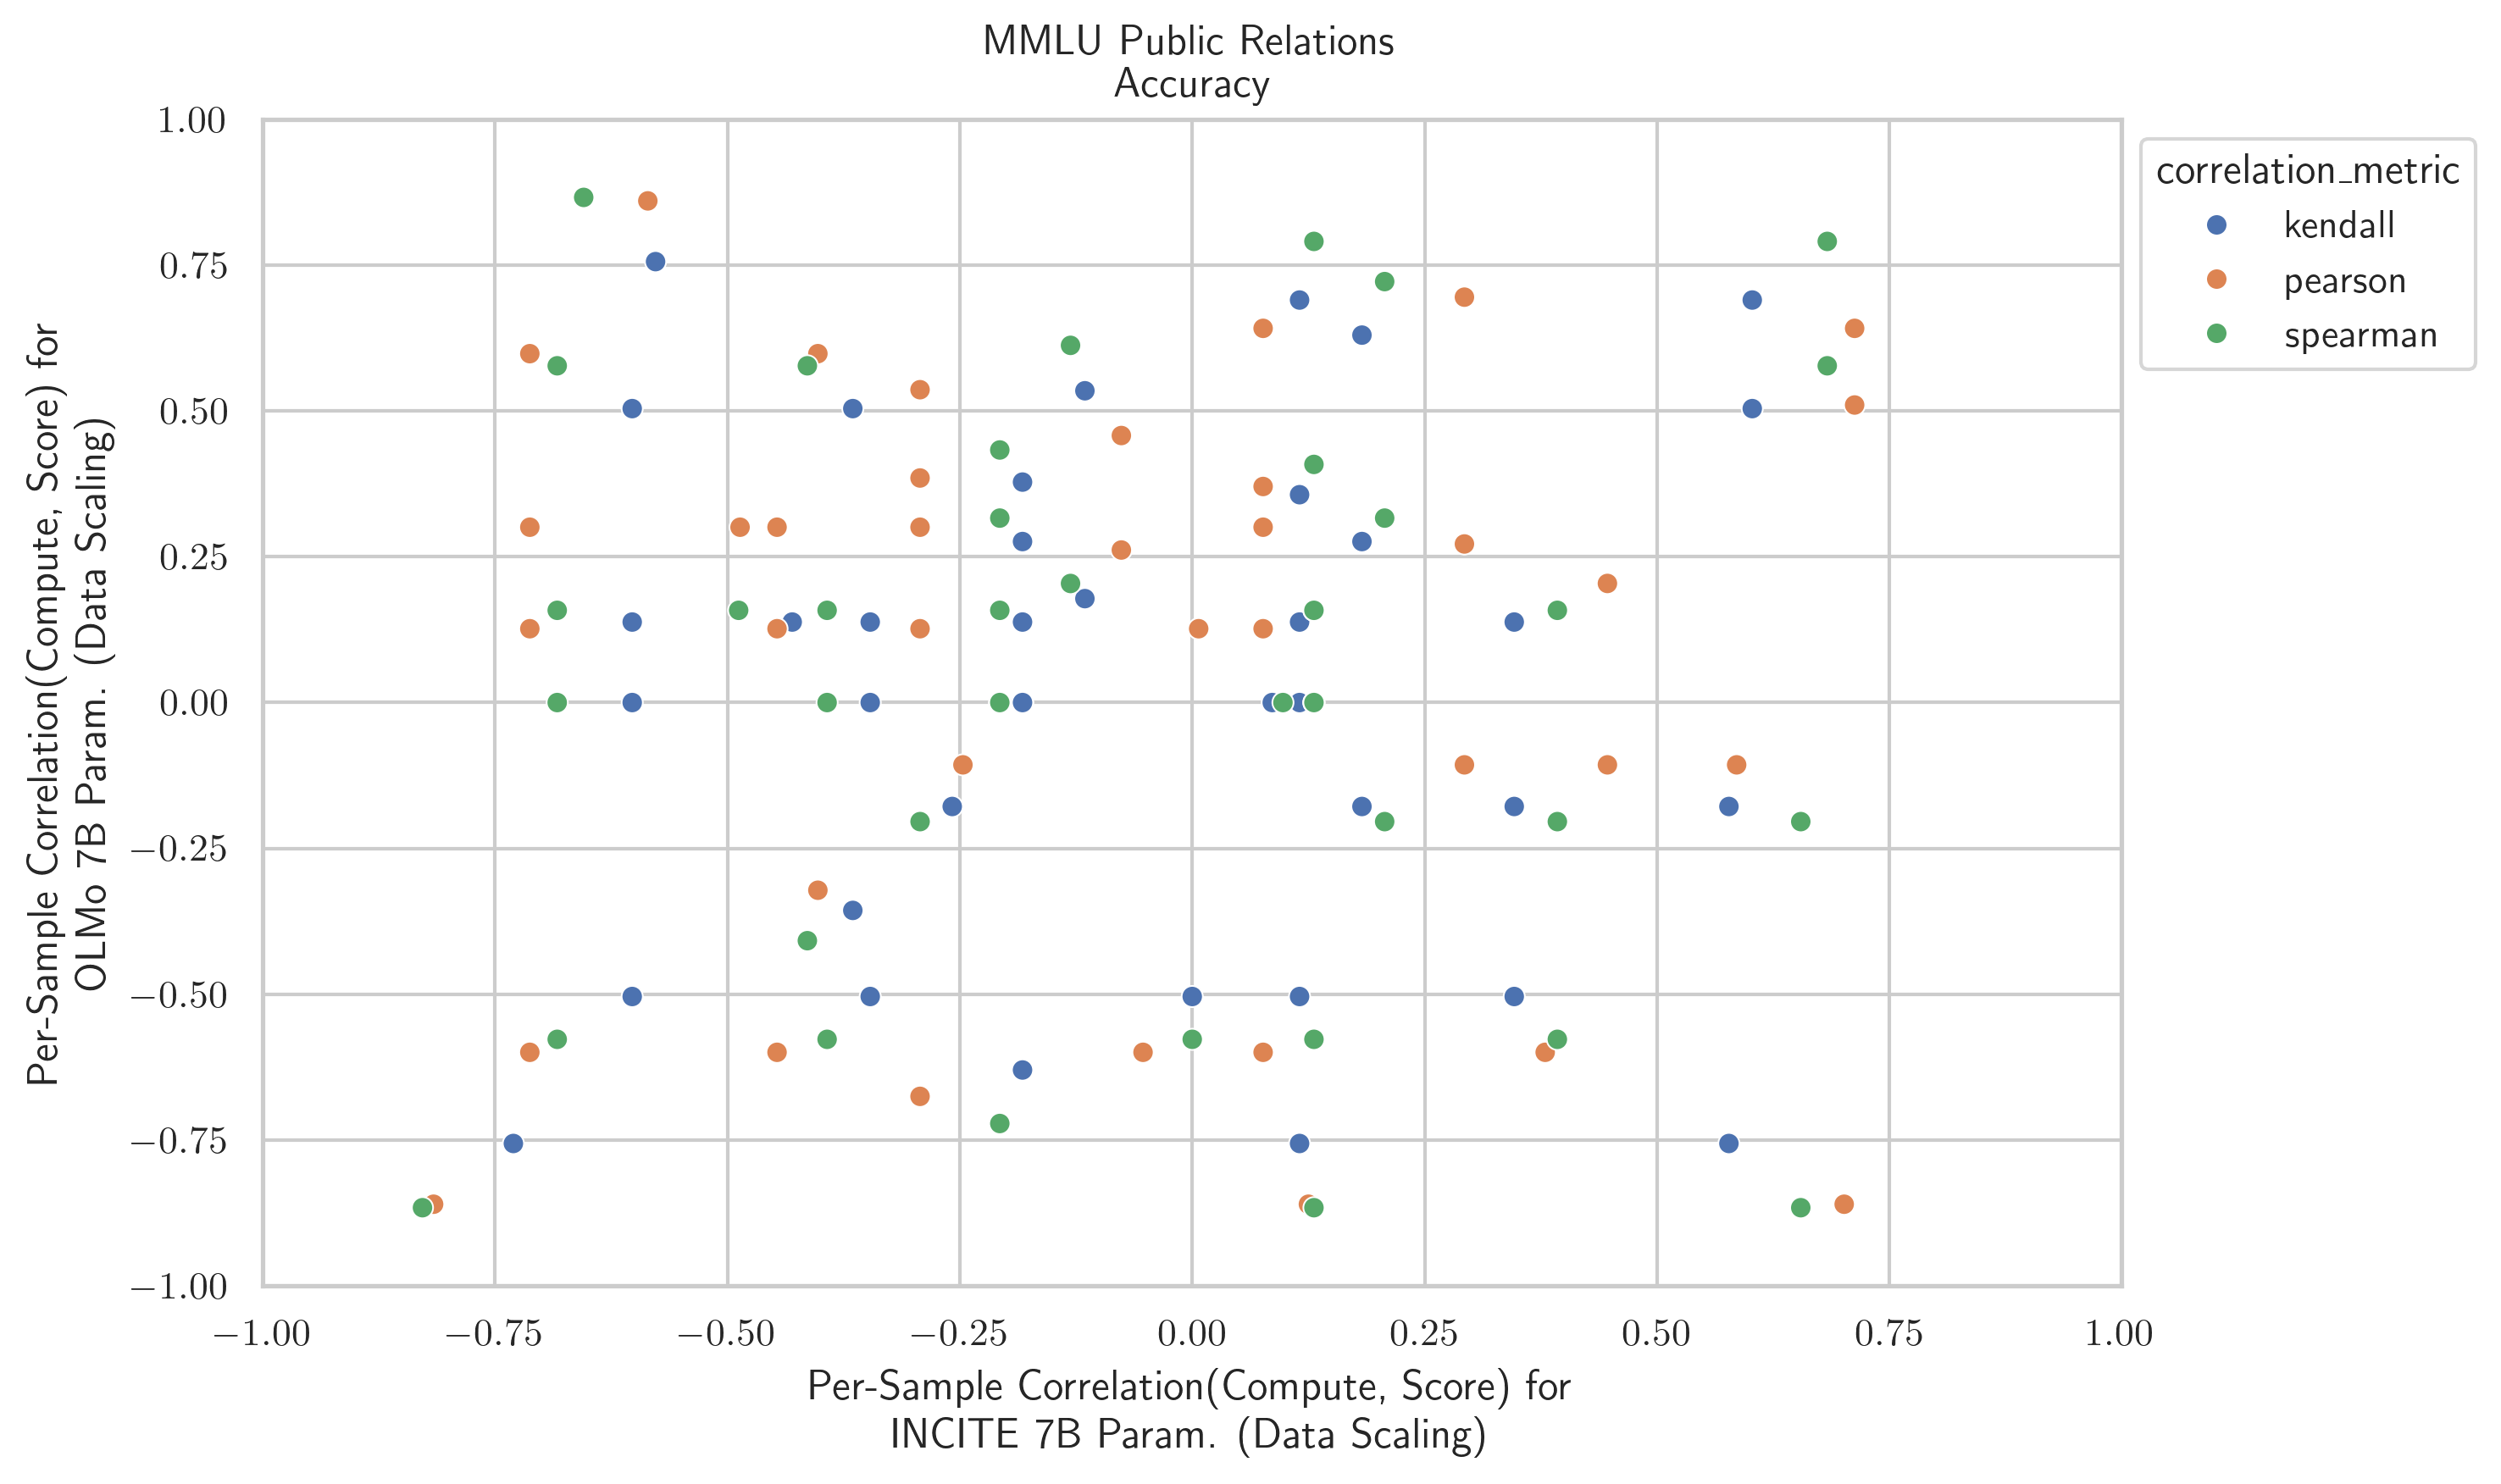 MMLU Public Relations
Accuracy
1.00
0.75
0.50
0.25
0.00
−0.25
−0.50
−0.75
−1.00
Per-Sample Correlation(Compute, Score) for
OLMo 7B Param. (Data Scaling)
−1.00
−0.75
−0.50
−0.25
0.00
0.25
0.50
0.75
1.00
Per-Sample Correlation(Compute, Score) for
INCITE 7B Param. (Data Scaling)
correlation_metric
kendall
pearson
spearman